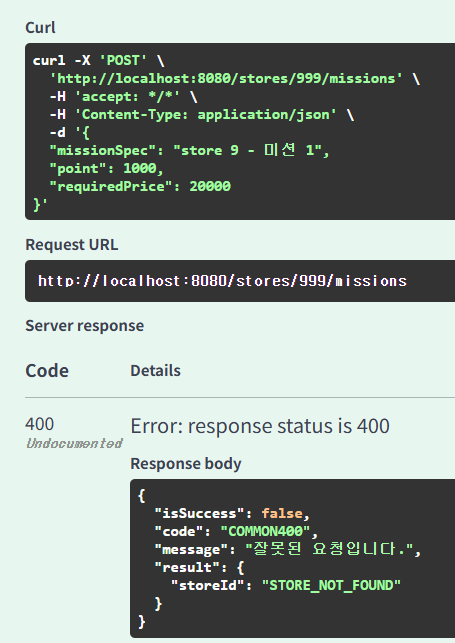 Curl
curl -X 'POST' \
  'http://localhost:8080/stores/999/missions' \
  -H 'accept: */*' \
  -H 'Content-Type: application/json' \
  -d '{
  "missionSpec": "store 9 - 미션 1",
  "point": 1000,
  "requiredPrice": 20000
}'
Request URL
http://localhost:8080/stores/999/missions
Server response
Code Details
400 Error: response status is 400
Undocumented
Response body
{
  "isSuccess": false,
  "code": "COMMON400",
  "message": "잘못된 요청입니다.",
  "result": {
    "storeId": "STORE_NOT_FOUND"
  }
}